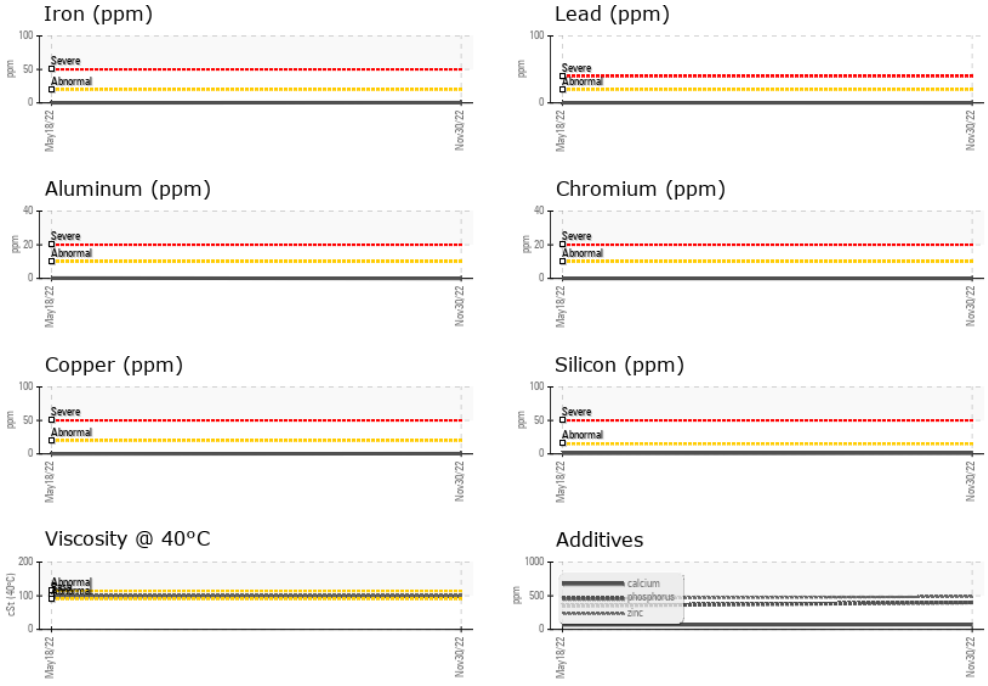 Iron (ppm)
100
50
0
ppm
Severe
Abnormal
May18/22
Nov30/22
Lead (ppm)
100
50
0
ppm
Severe
Abnormal
May18/22
Nov30/22
Aluminum (ppm)
40
20
0
ppm
Severe
Abnormal
May18/22
Nov30/22
Chromium (ppm)
40
20
0
ppm
Severe
Abnormal
May18/22
Nov30/22
Copper (ppm)
100
50
0
ppm
Severe
Abnormal
May18/22
Nov30/22
Silicon (ppm)
100
50
0
ppm
Severe
Abnormal
May18/22
Nov30/22
Viscosity @ 40°C
200
100
0
cSt (40°C)
Abnormal
Abnormal
May18/22
Nov30/22
Additives
1000
500
0
ppm
calcium
phosphorus
zinc
May18/22
Nov30/22